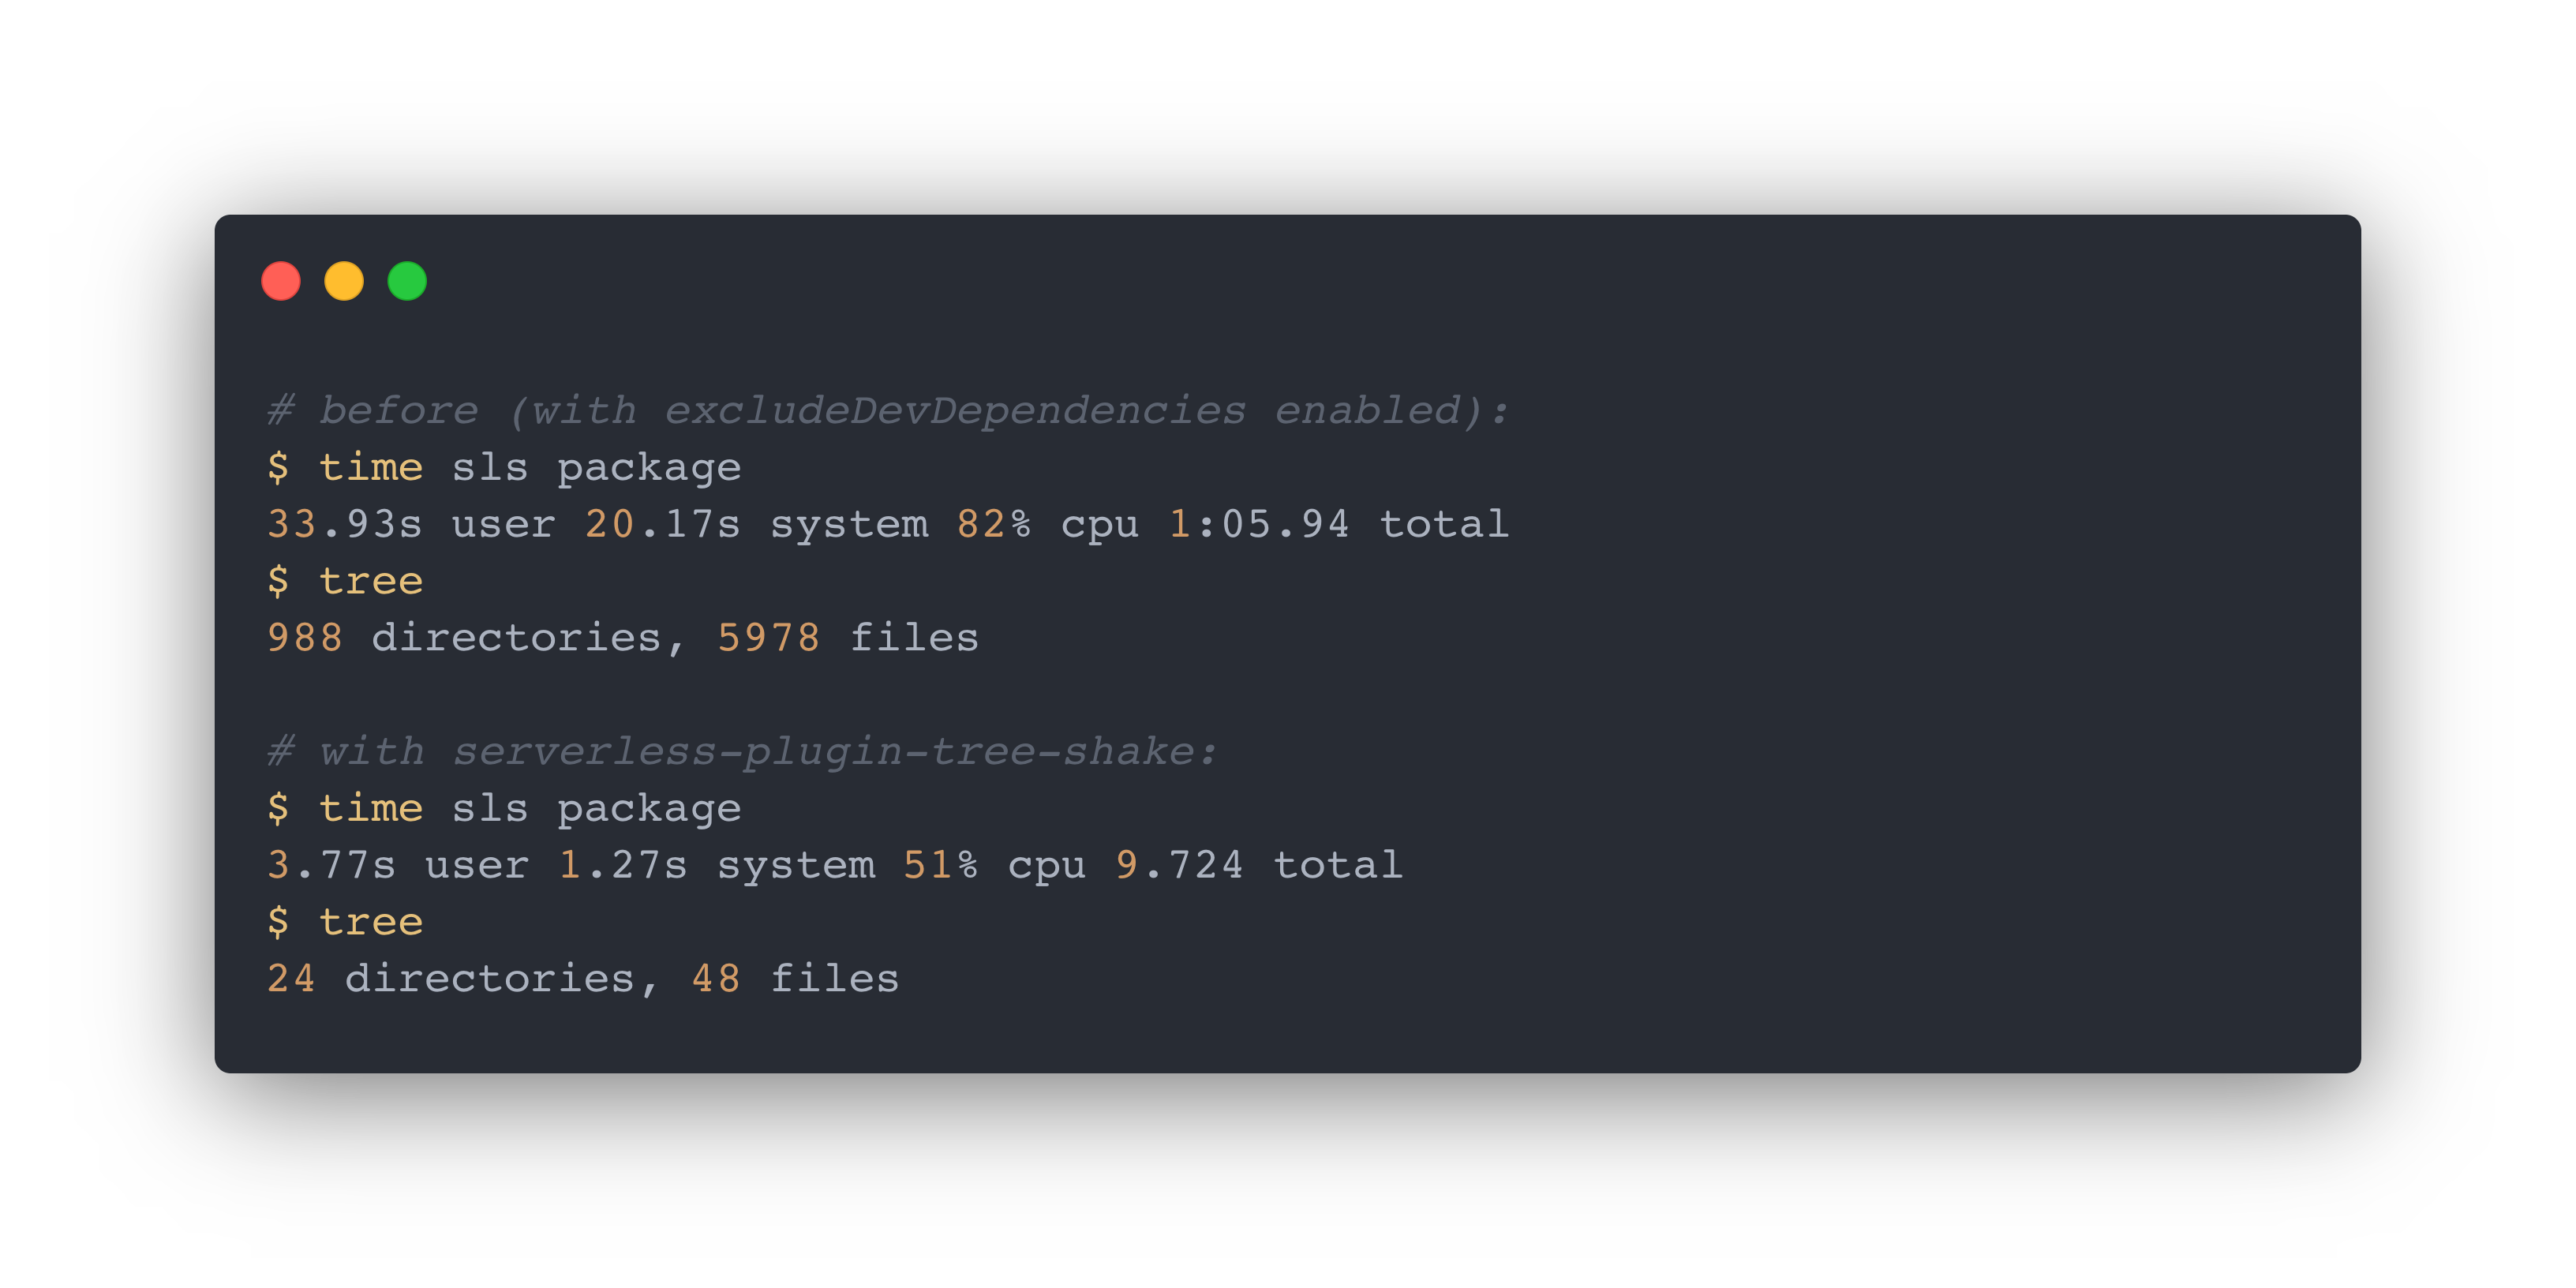 # before (with excludeDevDependencies enabled):
$ time sls package
33.93s user 20.17s system 82% cpu 1:05.94 total
$ tree
988 directories, 5978 files
# with serverless-plugin-tree-shake:
$ time sls package
3.77s user 1.27s system 51% cpu 9.724 total
$ tree
24 directories, 48 files